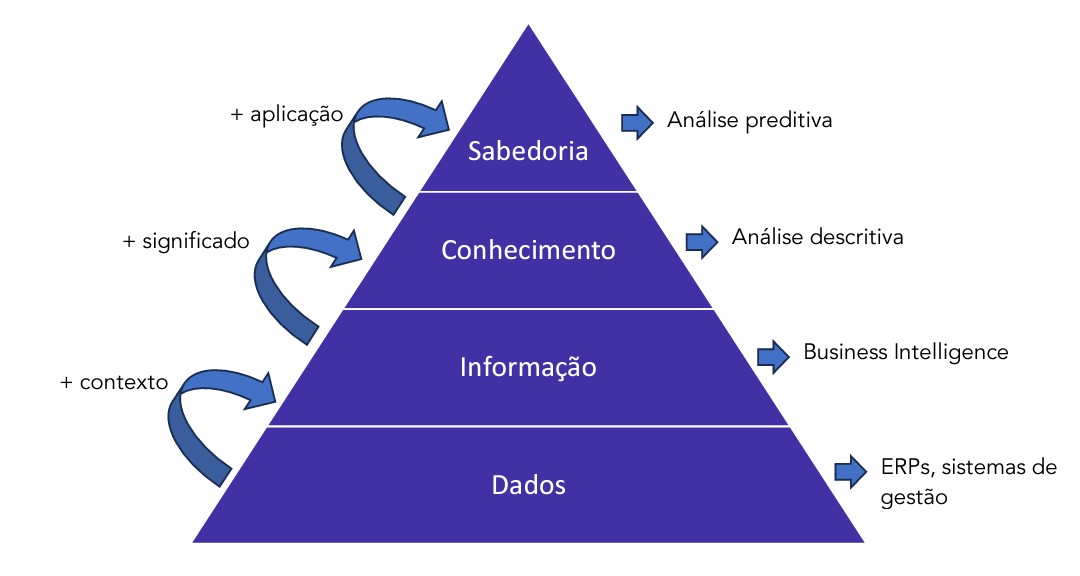 + aplicação
Sabedoria
Análise preditiva
+ significado
Conhecimento
Análise descritiva
+ contexto
Informação
Business Intelligence
Dados
ERPs, sistemas de
gestão